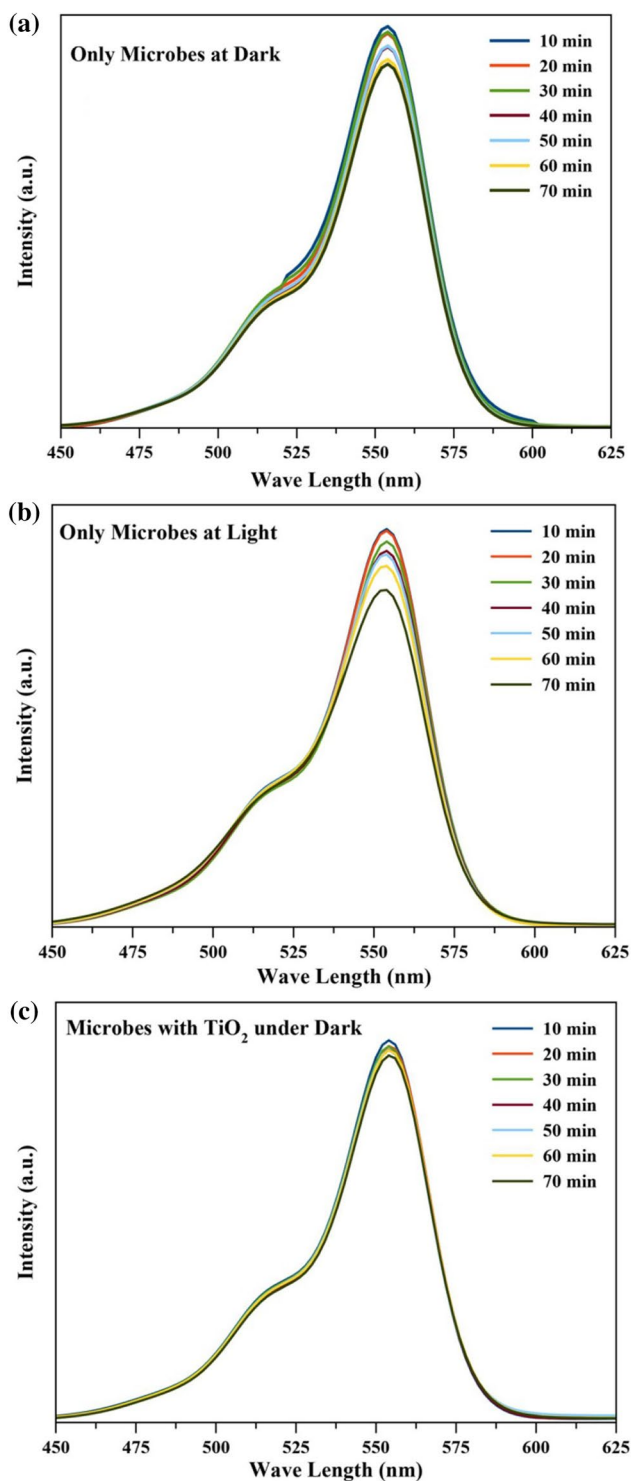 (a)
Only Microbes at Dark
10 min
20 min
30 min
40 min
50 min
60 min
70 min
Intensity (a.u.)
450 475 500 525 550 575 600 625
Wave Length (nm)
(b)
Only Microbes at Light
10 min
20 min
30 min
40 min
50 min
60 min
70 min
Intensity (a.u.)
450 475 500 525 550 575 600 625
Wave Length (nm)
(c)
Microbes with TiO₂ under Dark
10 min
20 min
30 min
40 min
50 min
60 min
70 min
Intensity (a.u.)
450 475 500 525 550 575 600 625
Wave Length (nm)